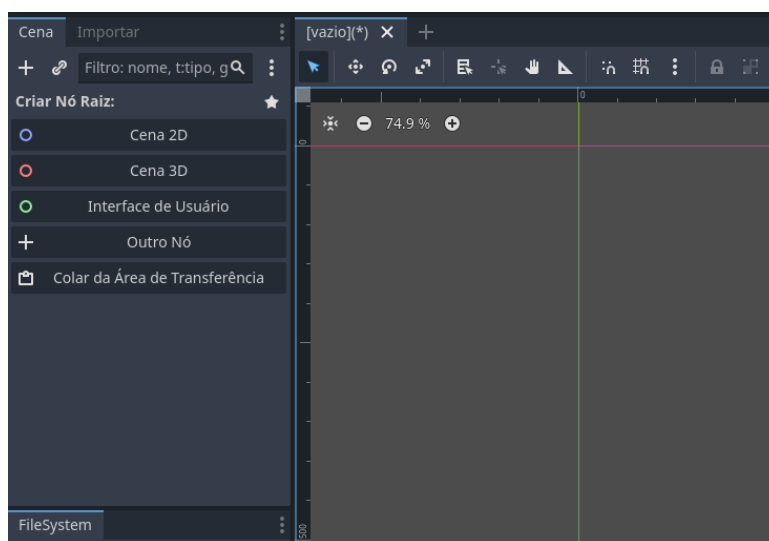 Cena Importar
[vazio](*)
Filtro: nome, t:tipo, g
Criar Nó Raiz:
0
74.9 %
Cena 2D
0
Cena 3D
Interface de Usuário
Outro Nó
Colar da Área de Transferência
FileSystem
500